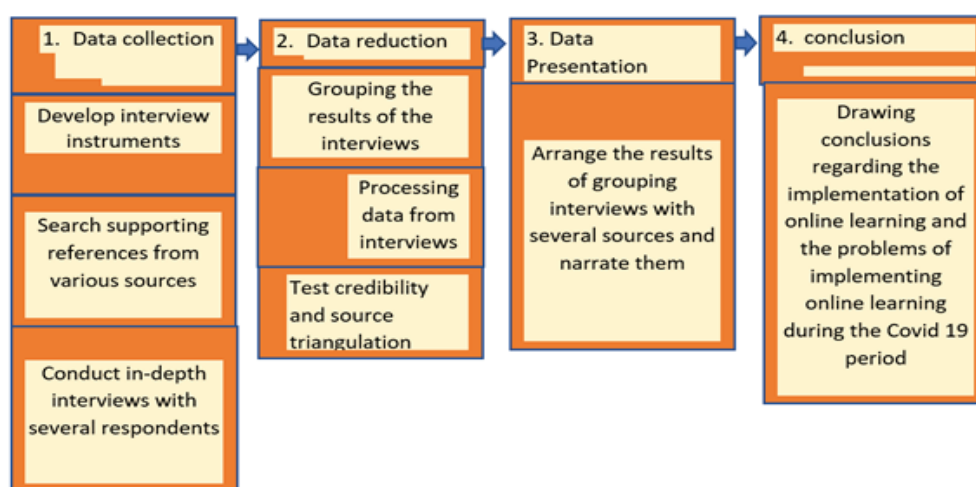 1. Data collection
Develop interview
instruments
Search supporting
references from
various sources
Conduct in-depth
interviews with
several respondents
2. Data reduction
Grouping the
results of the
interviews
Processing
data from
interviews
Test credibility
and source
triangulation
3. Data
Presentation
Arrange the results
of grouping
interviews with
several sources and
narrate them
4. conclusion
Drawing
conclusions
regarding the
implementation of
online learning and
the problems of
implementing
online learning
during the Covid 19
period